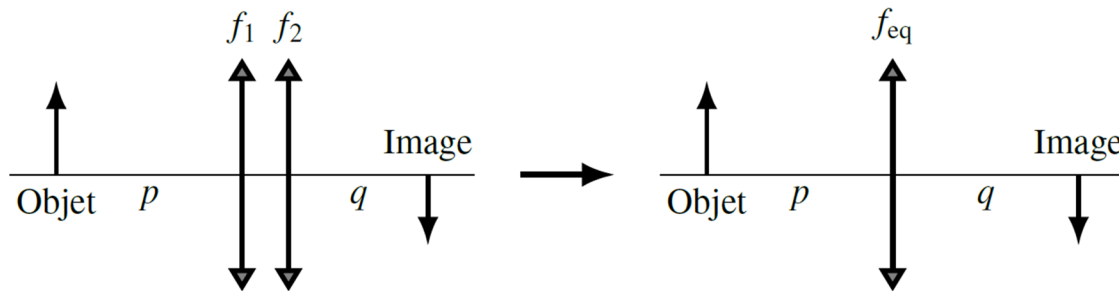 f₁ f₂
Image
Objet p q
f_eq
Image
Objet p q